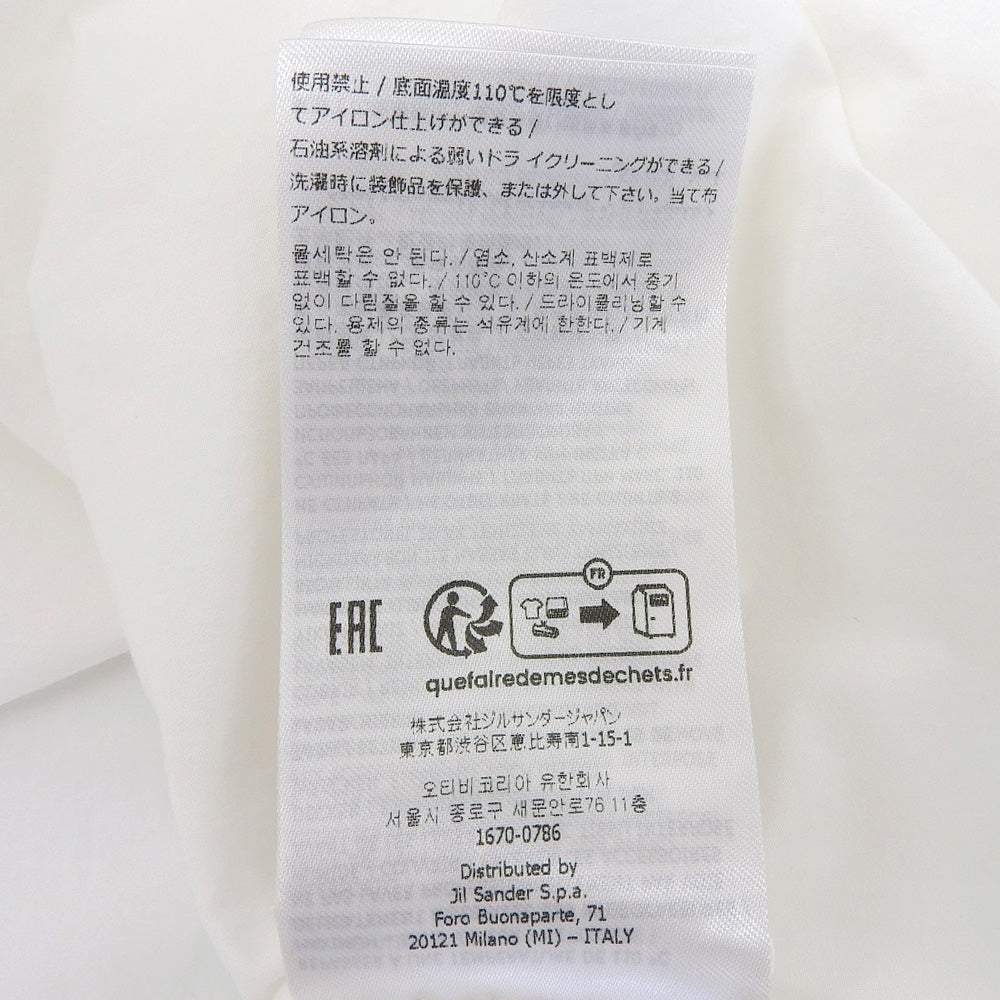 使用禁止 / 底面温度110℃を限度とし
てアイロン仕上げができる /
石油系溶剤による弱いドラ イクリーニングができる /
洗濯時に装飾品を保護、または外して下さい。当て布
アイロン。
물세탁은 안 된다. / 염소, 산소계 표백제로
표백할 수 없다. / 110°C 이하의 온도에서 증기
없이 다림질을 할 수 있다. / 드라이클리닝할 수
있다. 용제의 종류는 석유계에 한한다. / 기계
건조를 할 수 없다.
EAC
FR
quefairedemesdechets.fr
株式会社ジルサンダージャパン
東京都渋谷区恵比寿南1-15-1
오티비코리아 유한회사
서울시 종로구 새문안로76 11층
1670-0786
Distributed by
Jil Sander S.p.a.
Foro Buonaparte, 71
20121 Milano (MI) – ITALY